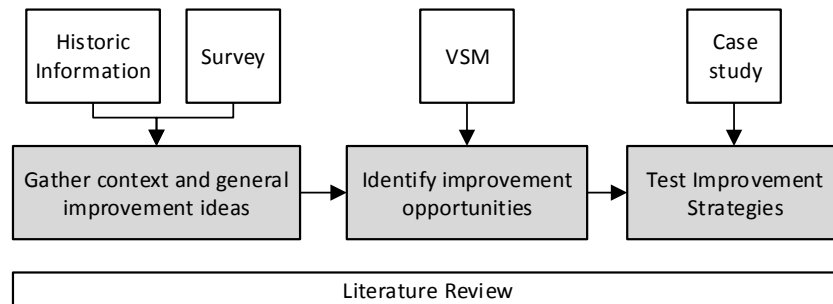 Historic
Information
Survey
VSM
Case
study
Gather context and general
improvement ideas
Identify improvement
opportunities
Test Improvement
Strategies
Literature Review